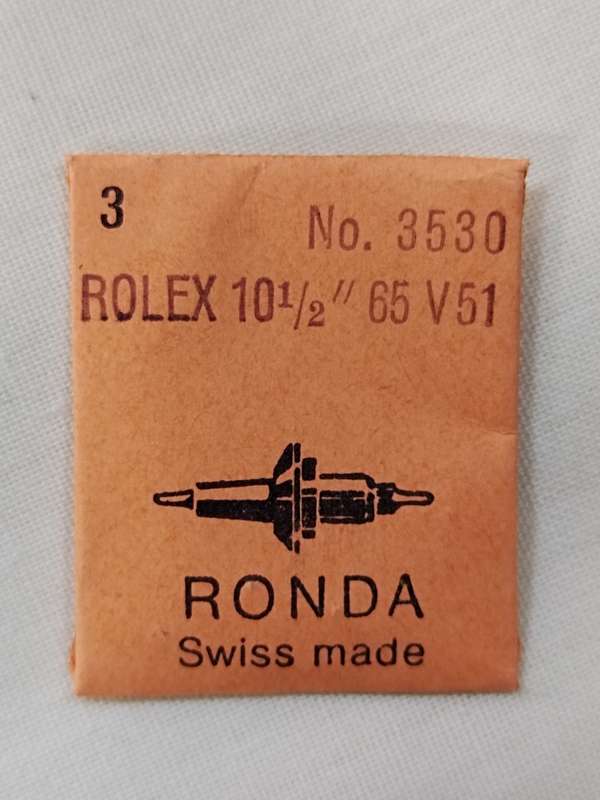 3
No. 3530
ROLEX 10½″ 65 V51
RONDA
Swiss made